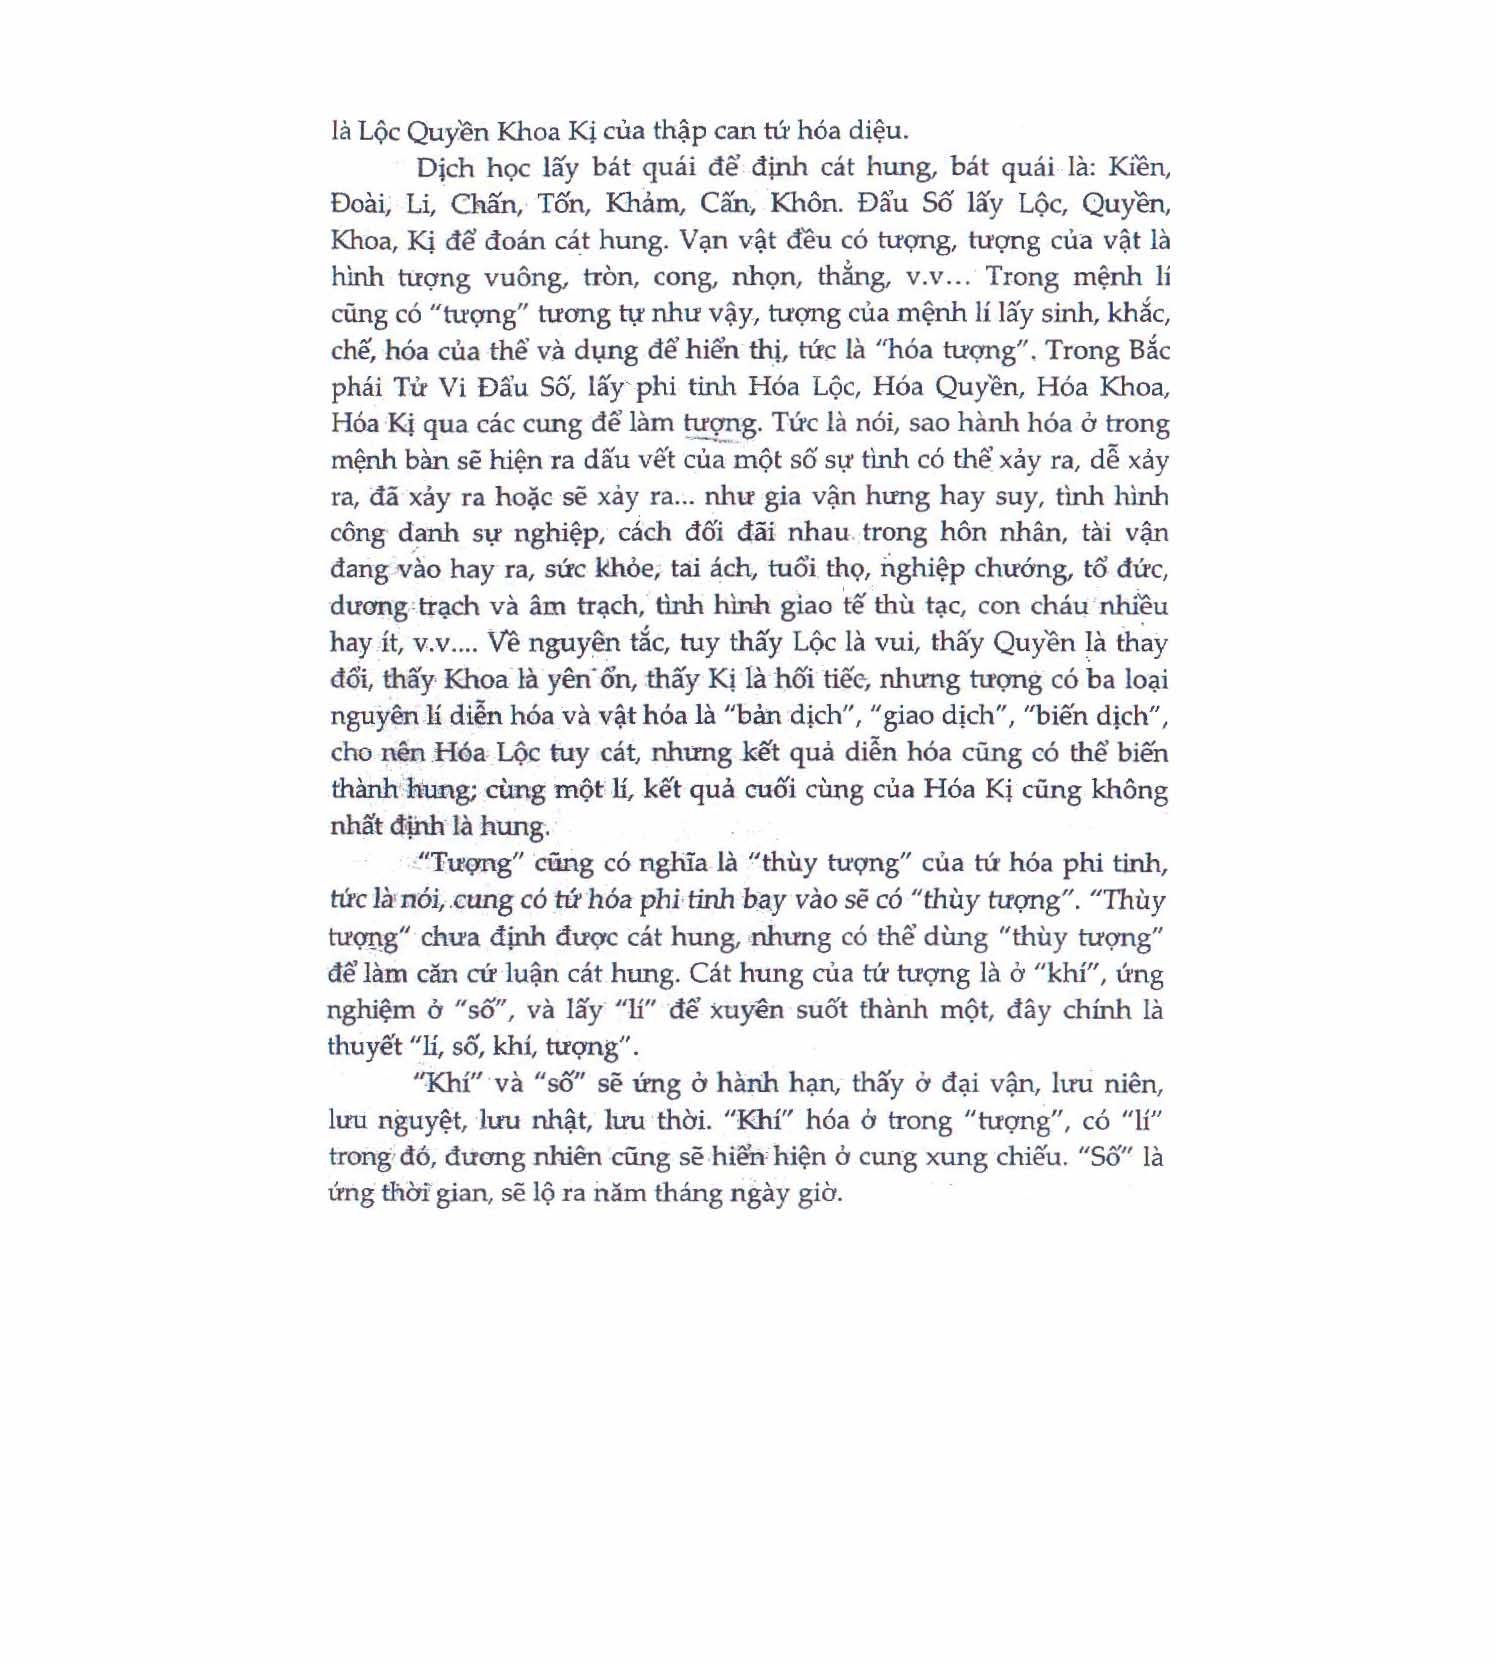 là Lộc Quyền Khoa Kị của thập can tứ hóa diệu.
Dịch học lấy bát quái để định cát hung, bát quái là: Kiền,
Đoài, Li, Chấn, Tốn, Khảm, Cấn, Khôn. Đẩu Số lấy Lộc, Quyền,
Khoa, Kị để đoán cát hung. Vạn vật đều có tượng, tượng của vật là
hình tượng vuông, tròn, cong, nhọn, thẳng, v.v... Trong mệnh lí
cũng có "tượng" tương tự như vậy, tượng của mệnh lí lấy sinh, khắc,
chế, hóa của thể và dụng để hiển thị, tức là "hóa tượng". Trong Bắc
phái Tử Vi Đẩu Số, lấy phi tinh Hóa Lộc, Hóa Quyền, Hóa Khoa,
Hóa Kị qua các cung để làm tượng. Tức là nói, sao hành hóa ở trong
mệnh bàn sẽ hiện ra dấu vết của một số sự tình có thể xảy ra, dễ xảy
ra, đã xảy ra hoặc sẽ xảy ra... như gia vận hưng hay suy, tình hình
công danh sự nghiệp, cách đối đãi nhau trong hôn nhân, tài vận
đang vào hay ra, sức khỏe, tai ách, tuổi thọ, nghiệp chướng, tổ đức,
dương trạch và âm trạch, tình hình giao tế thù tạc, con cháu nhiều
hay ít, v.v.... Về nguyên tắc, tuy thấy Lộc là vui, thấy Quyền là thay
đổi, thấy Khoa là yên ổn, thấy Kị là hối tiếc, nhưng tượng có ba loại
nguyên lí diễn hóa và vật hóa là "bản dịch", "giao dịch", "biến dịch",
cho nên Hóa Lộc tuy cát, nhưng kết quả diễn hóa cũng có thể biến
thành hung; cùng một lí, kết quả cuối cùng của Hóa Kị cũng không
nhất định là hung.
"Tượng" cũng có nghĩa là "thùy tượng" của tứ hóa phi tinh,
tức là nói, cung có tứ hóa phi tinh bay vào sẽ có "thùy tượng". "Thùy
tượng" chưa định được cát hung, nhưng có thể dùng "thùy tượng"
để làm căn cứ luận cát hung. Cát hung của tứ tượng là ở "khí", ứng
nghiệm ở "số", và lấy "lí" để xuyên suốt thành một, đây chính là
thuyết "lí, số, khí, tượng".
"Khí" và "số" sẽ ứng ở hành hạn, thấy ở đại vận, lưu niên,
lưu nguyệt, lưu nhật, lưu thời. "Khí" hóa ở trong "tượng", có "lí"
trong đó, đương nhiên cũng sẽ hiển hiện ở cung xung chiếu. "Số" là
ứng thời gian, sẽ lộ ra năm tháng ngày giờ.